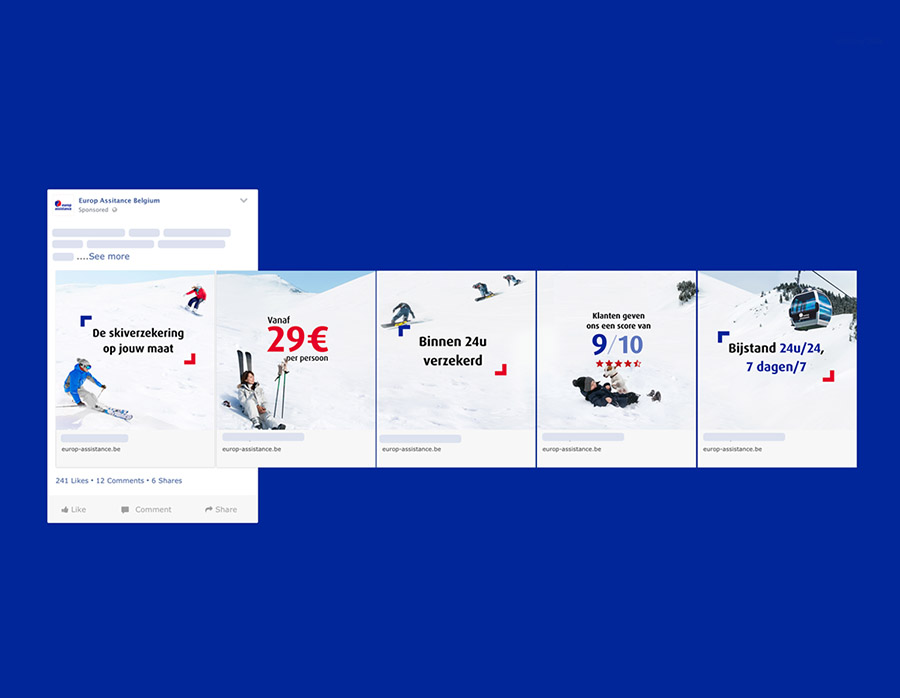 europ
assistance
Europ Assitance Belgium
Sponsored
....See more
De skiverzekering
op jouw maat
europ-assistance.be
Vanaf
29€
per persoon
europ-assistance.be
Binnen 24u
verzekerd
europ-assistance.be
Klanten geven
ons een score van
9/10
europ-assistance.be
Bijstand 24u/24,
7 dagen/7
europ-assistance.be
241 Likes • 12 Comments • 6 Shares
Like Comment Share